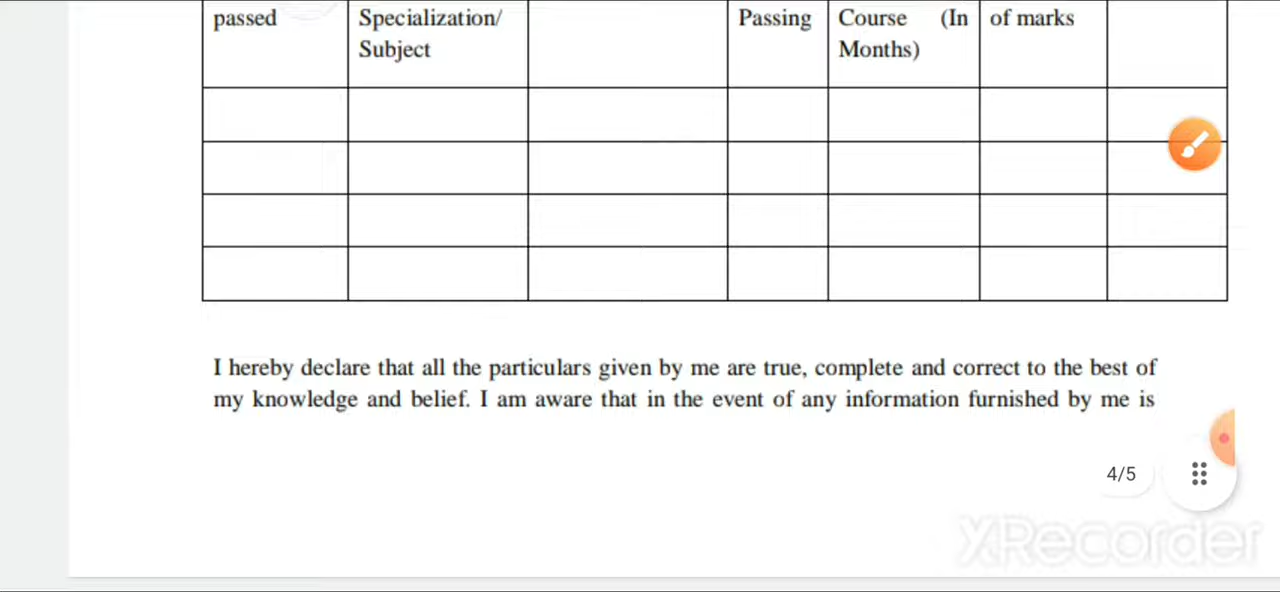 passed Specialization/ Passing Course (In of marks
Subject Months)
I hereby declare that all the particulars given by me are true, complete and correct to the best of
my knowledge and belief. I am aware that in the event of any information furnished by me is
4/5
XRecorder